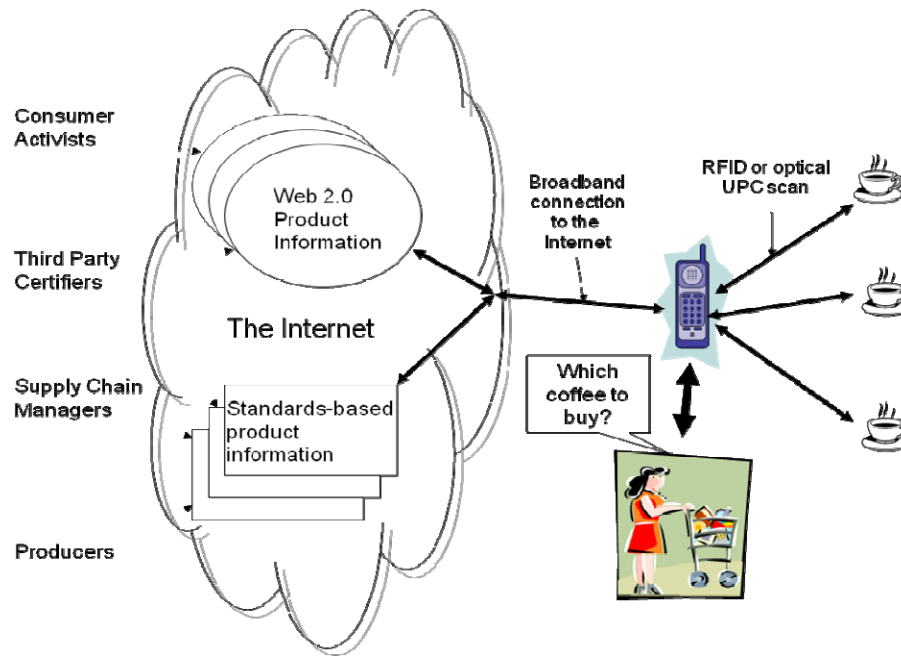 Consumer
Activists
Web 2.0
Product
Information
Third Party
Certifiers
The Internet
Supply Chain
Managers
Standards-based
product
information
Producers
Broadband
connection
to the
Internet
RFID or optical
UPC scan
Which
coffee to
buy?